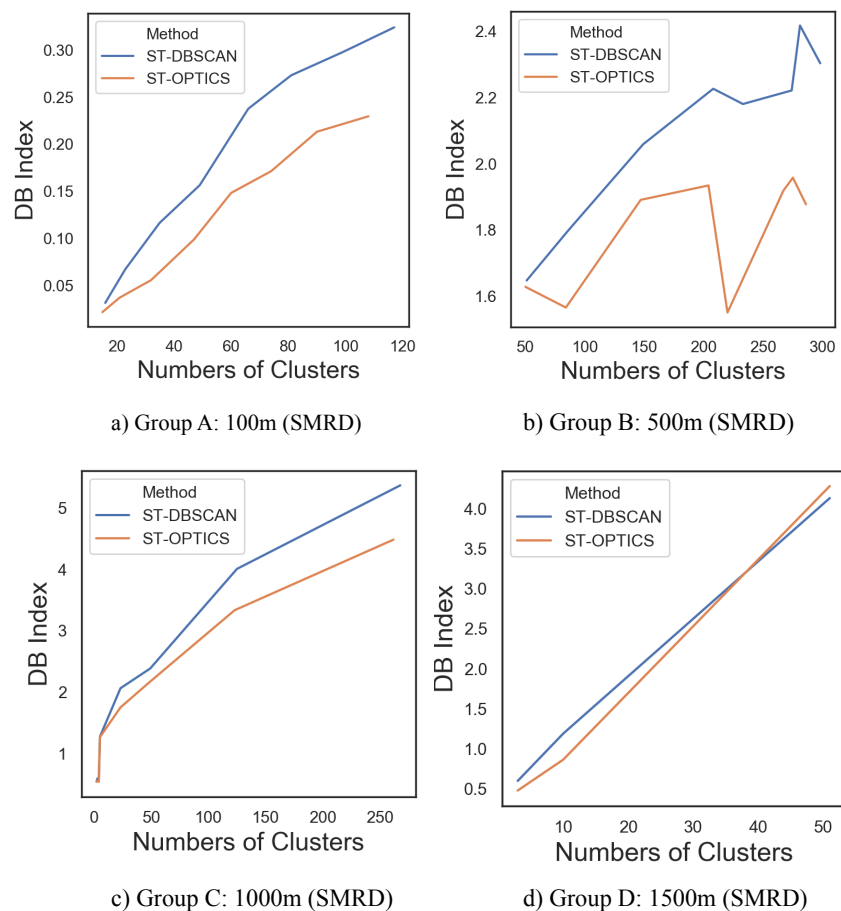 Method
ST-DBSCAN
ST-OPTICS
0.30
0.25
0.20
0.15
0.10
0.05
DB Index
20 40 60 80 100 120
Numbers of Clusters
a) Group A: 100m (SMRD)
Method
ST-DBSCAN
ST-OPTICS
2.4
2.2
2.0
1.8
1.6
DB Index
50 100 150 200 250 300
Numbers of Clusters
b) Group B: 500m (SMRD)
Method
ST-DBSCAN
ST-OPTICS
5
4
3
2
1
DB Index
0 50 100 150 200 250
Numbers of Clusters
c) Group C: 1000m (SMRD)
Method
ST-DBSCAN
ST-OPTICS
4.0
3.5
3.0
2.5
2.0
1.5
1.0
0.5
DB Index
10 20 30 40 50
Numbers of Clusters
d) Group D: 1500m (SMRD)